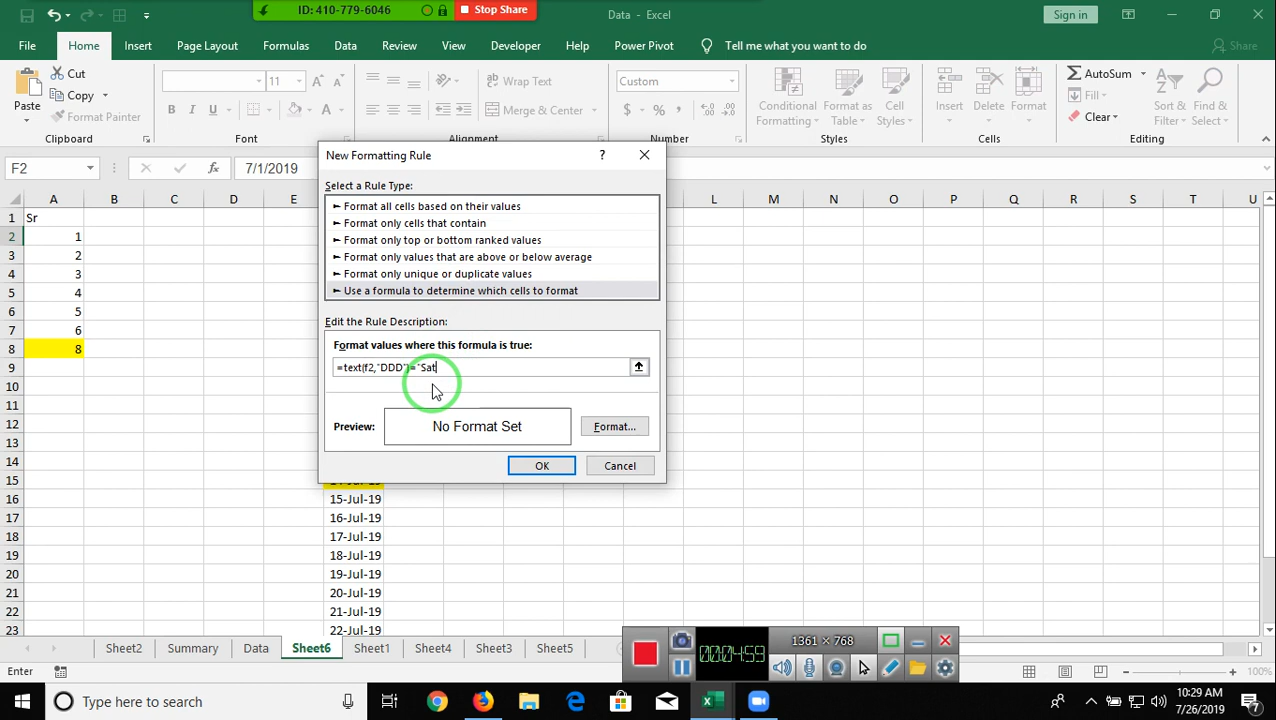 ID: 410-779-6046 Stop Share
Data - Excel
Sign in
File Home Insert Page Layout Formulas Data Review View Developer Help Power Pivot Tell me what you want to do Share
Paste Cut Copy Format Painter
11 B I U A
Wrap Text Merge & Center
Custom $ %
Conditional Formatting Format as Table Cell Styles
Insert Delete Format
AutoSum Fill Clear
Sort & Filter Find & Select
Clipboard Font Alignment Number Styles Cells Editing
F2 fx 7/1/2019
A B C D E L M N O P Q R S T U
1 Sr
2 1
3 2
4 3
5 4
6 5
7 6
8 8
9
10
11
12
13
14
15 14-Jul-19
16 15-Jul-19
17 16-Jul-19
18 17-Jul-19
19 18-Jul-19
20 19-Jul-19
21 20-Jul-19
22 21-Jul-19
23 22-Jul-19
New Formatting Rule ?
Select a Rule Type:
► Format all cells based on their values
► Format only cells that contain
► Format only top or bottom ranked values
► Format only values that are above or below average
► Format only unique or duplicate values
► Use a formula to determine which cells to format
Edit the Rule Description:
Format values where this formula is true:
=text(f2,"DDD")="Sat
Preview: No Format Set Format...
OK Cancel
Sheet2 Summary Data Sheet6 Sheet1 Sheet4 Sheet3 Sheet5
00:04:59
1361 × 768
Enter 100%
Type here to search
10:29 AM
7/26/2019
7